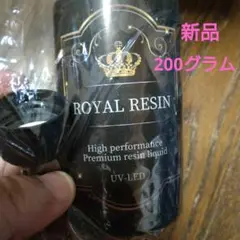 新品
200グラム
ROYAL RESIN
High performance
Premium resin liquid
UV-LED